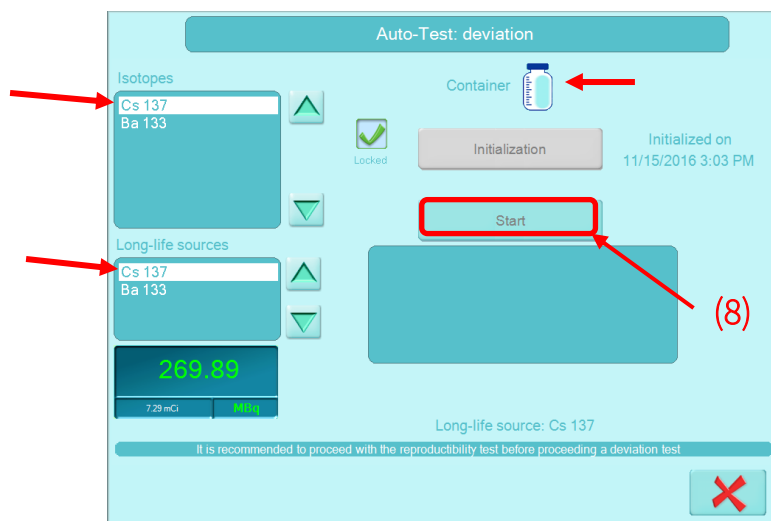 Auto-Test: deviation
Isotopes
Cs 137
Ba 133
Container
Locked
Initialization
Initialized on
11/15/2016 3:03 PM
Start
Long-life sources
Cs 137
Ba 133
(8)
269.89
7.29 mCi MBq
Long-life source: Cs 137
It is recommended to proceed with the reproductibility test before proceeding a deviation test